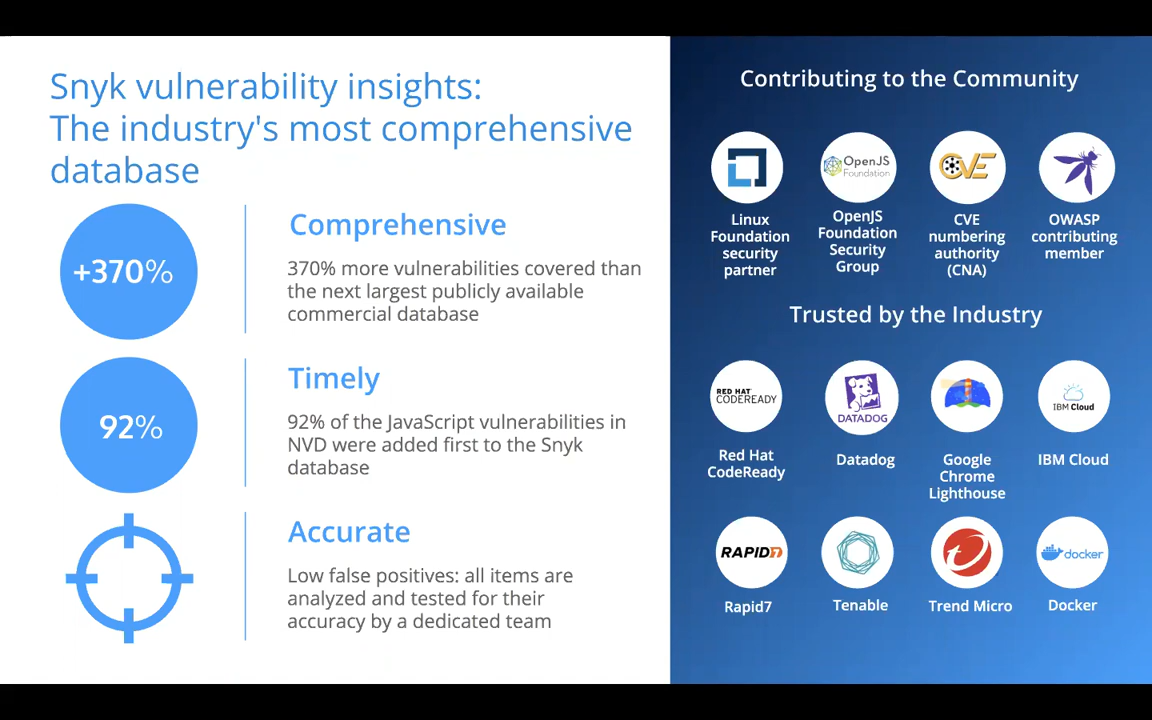 Snyk vulnerability insights:
The industry's most comprehensive
database
+370%
Comprehensive
370% more vulnerabilities covered than
the next largest publicly available
commercial database
92%
Timely
92% of the JavaScript vulnerabilities in
NVD were added first to the Snyk
database
Accurate
Low false positives: all items are
analyzed and tested for their
accuracy by a dedicated team
Contributing to the Community
OpenJS
Foundation
CVE
Linux
Foundation
security
partner
OpenJS
Foundation
Security
Group
CVE
numbering
authority
(CNA)
OWASP
contributing
member
Trusted by the Industry
RED HAT
CODEREADY
DATADOG
IBM Cloud
Red Hat
CodeReady
Datadog
Google
Chrome
Lighthouse
IBM Cloud
RAPID7
docker
Rapid7
Tenable
Trend Micro
Docker